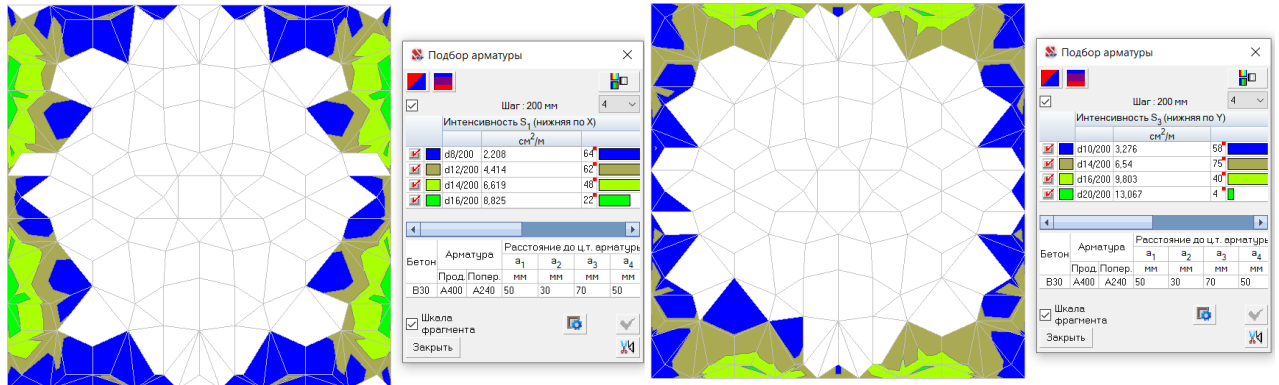 Подбор арматуры
Шаг : 200 мм
4
Интенсивность S1 (нижняя по X)
см2/м
d8/200 2,208 64
d12/200 4,414 62
d14/200 6,619 48
d16/200 8,825 22
Бетон Арматура Расстояние до ц.т. арматуры
a1 a2 a3 a4
Прод. Попер. мм мм мм мм
B30 A400 A240 50 30 70 50
Шкала
фрагмента
Закрыть
Подбор арматуры
Шаг : 200 мм
4
Интенсивность S3 (нижняя по Y)
см2/м
d10/200 3,276 58
d14/200 6,54 75
d16/200 9,803 40
d20/200 13,067 4
Бетон Арматура Расстояние до ц.т. арматуры
a1 a2 a3 a4
Прод. Попер. мм мм мм мм
B30 A400 A240 50 30 70 50
Шкала
фрагмента
Закрыть